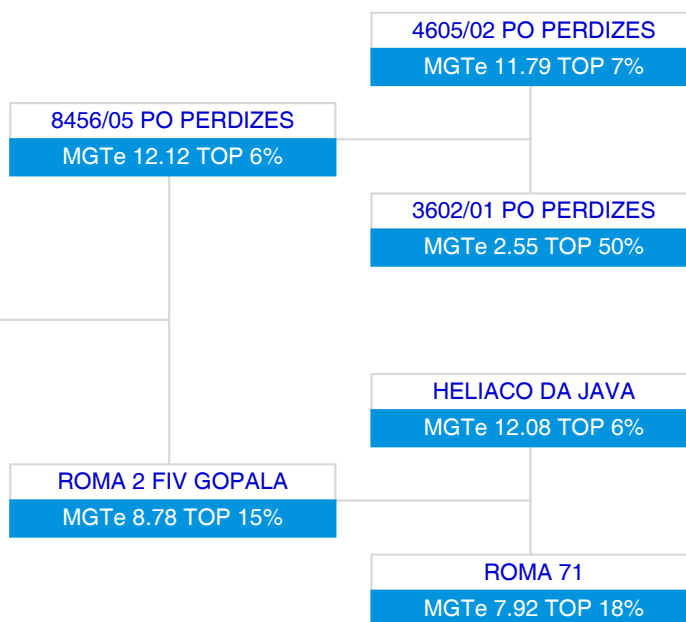 4605/02 PO PERDIZES
MGTe 11.79 TOP 7%
8456/05 PO PERDIZES
MGTe 12.12 TOP 6%
3602/01 PO PERDIZES
MGTe 2.55 TOP 50%
HELIACO DA JAVA
MGTe 12.08 TOP 6%
ROMA 2 FIV GOPALA
MGTe 8.78 TOP 15%
ROMA 71
MGTe 7.92 TOP 18%